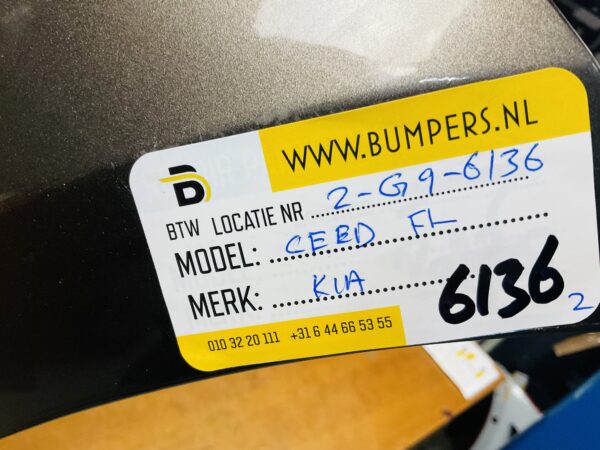 WWW.BUMPERS.NL
B
BTW LOCATIE NR 2-G9-6136
MODEL: CEED FL
MERK: KIA
6136 2
010 32 20 111 +31 6 44 66 53 55